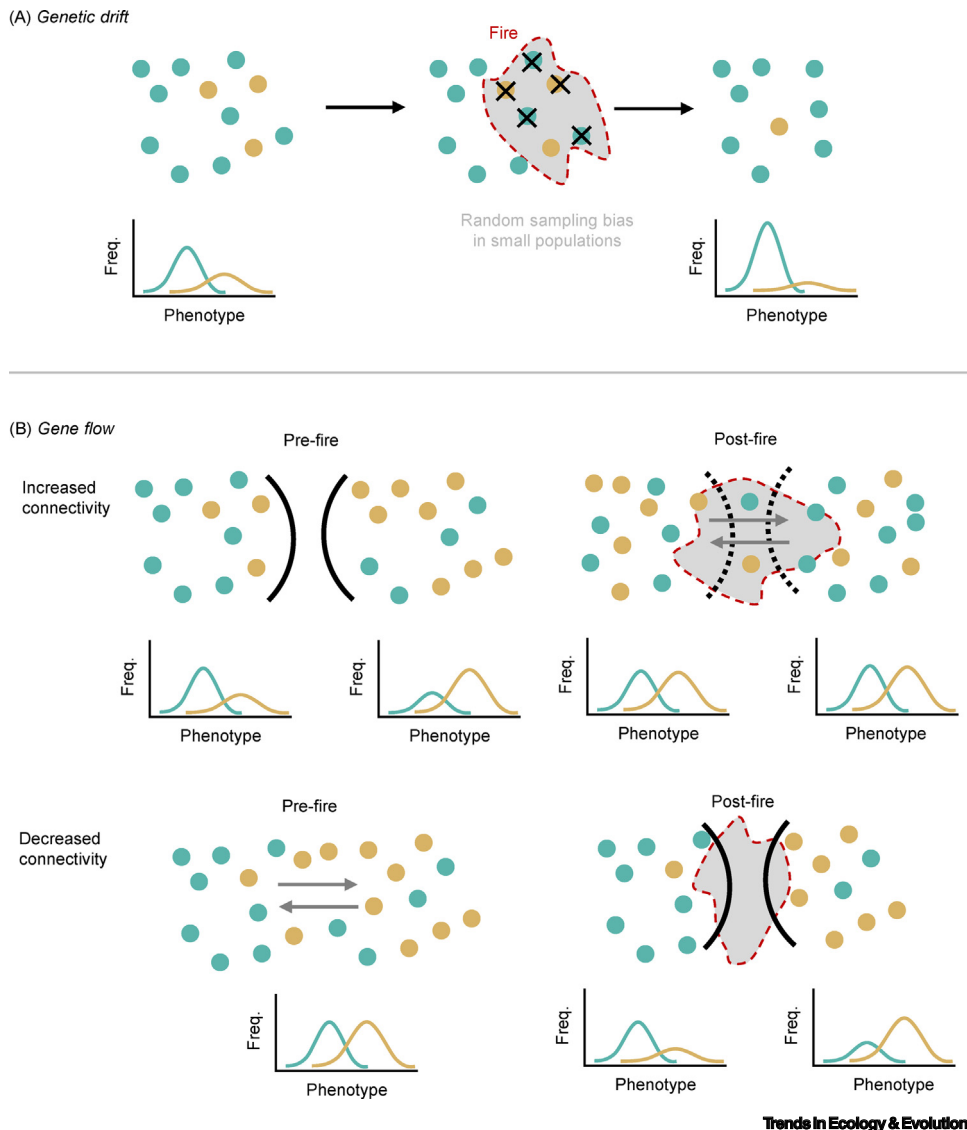 (A) Genetic drift
Fire
Random sampling bias
in small populations
Freq.
Phenotype
Freq.
Phenotype
(B) Gene flow
Pre-fire
Post-fire
Increased
connectivity
Freq.
Phenotype
Freq.
Phenotype
Freq.
Phenotype
Freq.
Phenotype
Pre-fire
Post-fire
Decreased
connectivity
Freq.
Phenotype
Freq.
Phenotype
Freq.
Phenotype
Trends in Ecology & Evolution